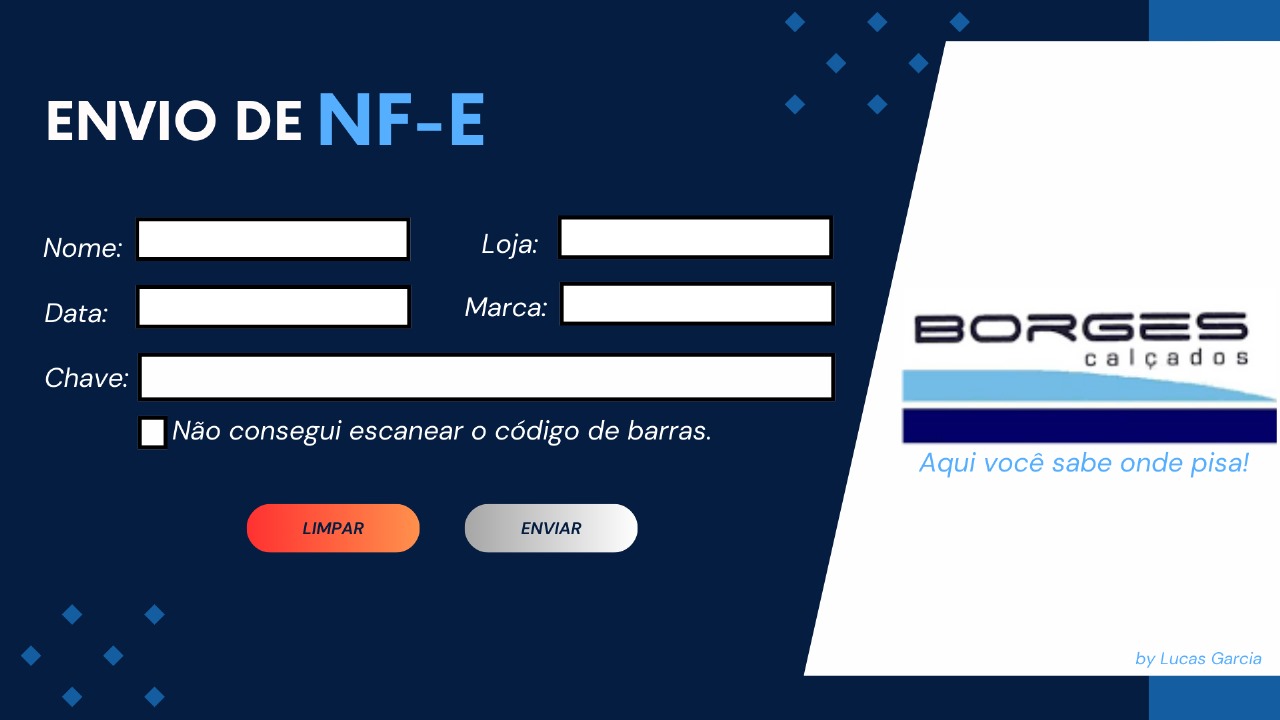 ENVIO DE NF-E
Nome:
Loja:
Data:
Marca:
Chave:
Não consegui escanear o código de barras.
LIMPAR
ENVIAR
BORGES
calçados
Aqui você sabe onde pisa!
by Lucas Garcia